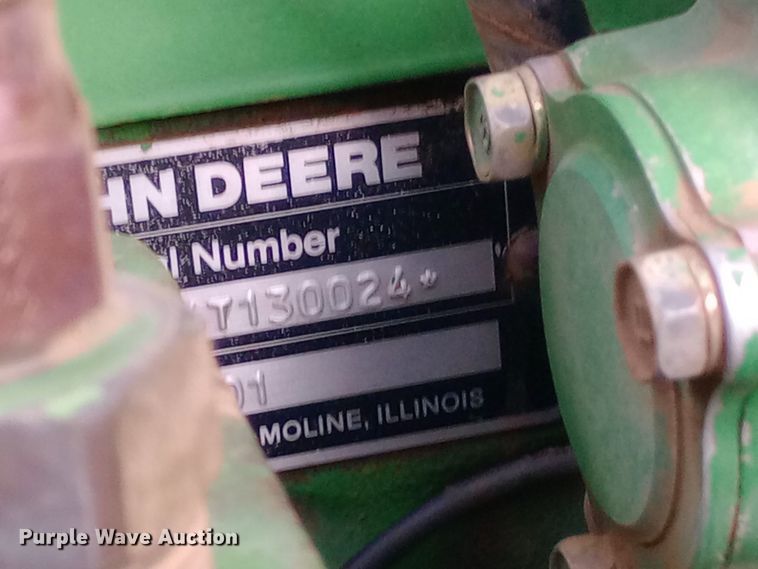 HN DEERE
l Number
T130024*
01
MOLINE, ILLINOIS
Purple Wave Auction